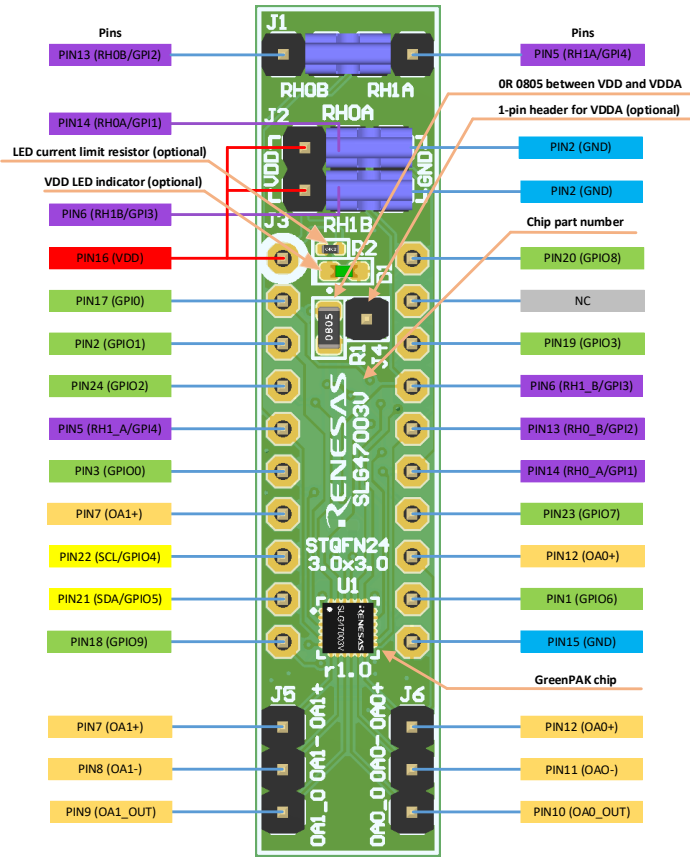 Pins
Pins
J1
PIN13 (RH0B/GPI2)
PIN5 (RH1A/GPI4)
RH0B
RH1A
0R 0805 between VDD and VDDA
1-pin header for VDDA (optional)
J2
RH0A
PIN14 (RH0A/GPI1)
LED current limit resistor (optional)
VDD
GND
PIN2 (GND)
VDD LED indicator (optional)
PIN2 (GND)
PIN6 (RH1B/GPI3)
J3
RH1B
Chip part number
R2
PIN16 (VDD)
D1
PIN20 (GPIO8)
PIN17 (GPI0)
NC
0805
R1
J4
PIN2 (GPIO1)
PIN19 (GPIO3)
PIN24 (GPIO2)
PIN6 (RH1_B/GPI3)
PIN5 (RH1_A/GPI4)
PIN13 (RH0_B/GPI2)
RENESAS
SLG47003V
PIN3 (GPIO0)
PIN14 (RH0_A/GPI1)
PIN7 (OA1+)
PIN23 (GPIO7)
STQFN24
3.0x3.0
PIN22 (SCL/GPIO4)
PIN12 (OA0+)
U1
PIN21 (SDA/GPIO5)
PIN1 (GPIO6)
RENESAS
SLG47003V
PIN18 (GPIO9)
PIN15 (GND)
r1.0
GreenPAK chip
J5
J6
OA1+
OA0+
PIN7 (OA1+)
PIN12 (OA0+)
OA1-
OA0-
PIN8 (OA1-)
PIN11 (OAO-)
OA1_O
OA0_O
PIN9 (OA1_OUT)
PIN10 (OA0_OUT)